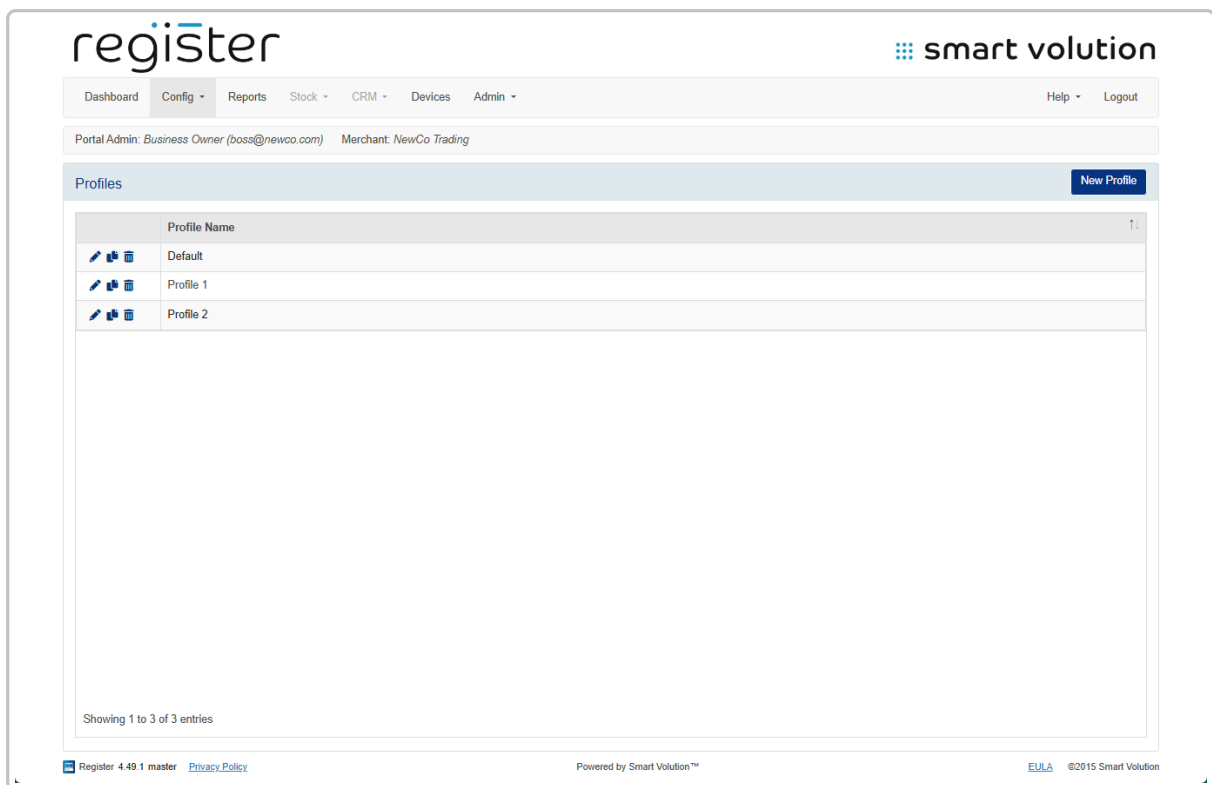 register
smart volution
Dashboard Config Reports Stock CRM Devices Admin Help Logout
Portal Admin: Business Owner (boss@newco.com) Merchant: NewCo Trading
Profiles New Profile
Profile Name
Default
Profile 1
Profile 2
Showing 1 to 3 of 3 entries
Register 4.49.1 master Privacy Policy Powered by Smart Volution™ EULA ©2015 Smart Volution